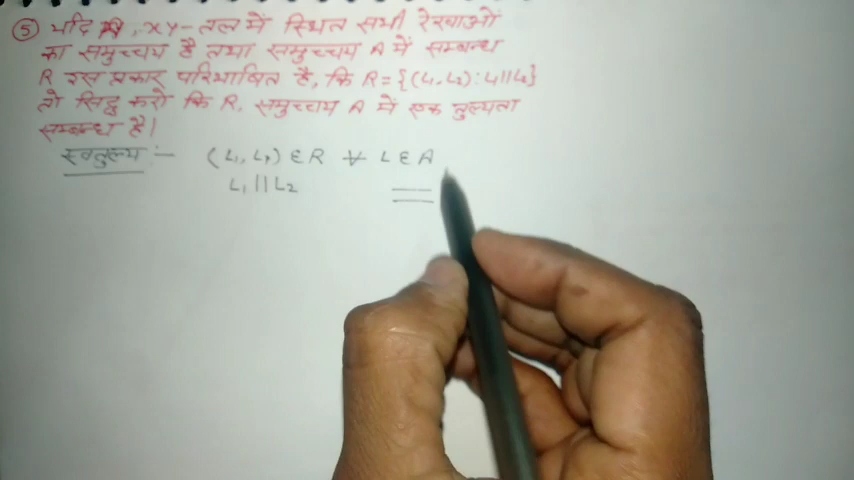 ⑤ यदि A, XY-तल में स्थित सभी रेखाओं
का समुच्चय है तथा समुच्चय A में सम्बन्ध
R इस प्रकार परिभाषित है, कि R={(L₁,L₂):L₁||L₂}
तो सिद्ध करो कि R, समुच्चय A में एक तुल्यता
सम्बन्ध है।
स्वतुल्य :- (L₁, L₁) ∈ R ∀ L ∈ A
L₁ || L₂